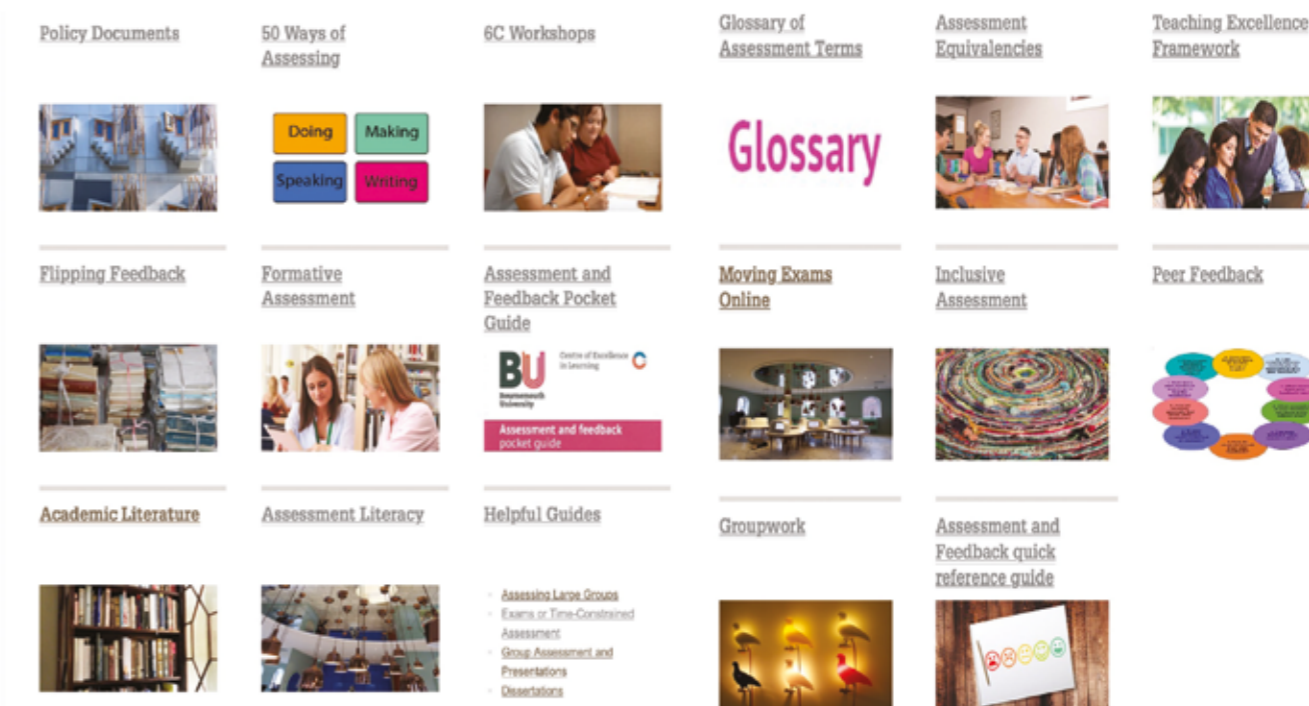 Policy Documents
50 Ways of
Assessing
6C Workshops
Glossary of
Assessment Terms
Assessment
Equivalencies
Teaching Excellence
Framework
Doing
Making
Speaking
Writing
Glossary
Flipping Feedback
Formative
Assessment
Assessment and
Feedback Pocket
Guide
Moving Exams
Online
Inclusive
Assessment
Peer Feedback
BU
Bournemouth
University
Centre of Excellence
in Learning
Assessment and feedback
pocket guide
Academic Literature
Assessment Literacy
Helpful Guides
Groupwork
Assessment and
Feedback quick
reference guide
Assessing Large Groups
Exams or Time-Constrained
Assessment
Group Assessment and
Presentations
Dissertations